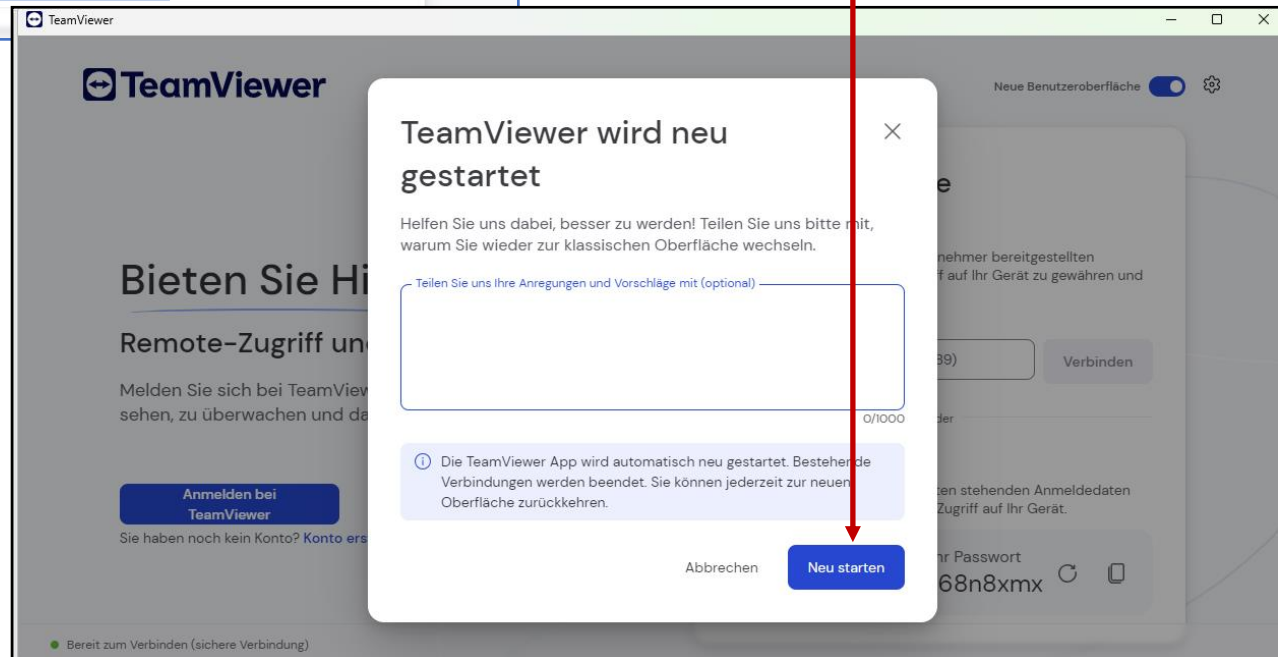 TeamViewer
TeamViewer
Neue Benutzeroberfläche
TeamViewer wird neu
gestartet
Helfen Sie uns dabei, besser zu werden! Teilen Sie uns bitte mit,
warum Sie wieder zur klassischen Oberfläche wechseln.
Teilen Sie uns Ihre Anregungen und Vorschläge mit (optional)
0/1000
Die TeamViewer App wird automatisch neu gestartet. Bestehende
Verbindungen werden beendet. Sie können jederzeit zur neuen
Oberfläche zurückkehren.
Abbrechen
Neu starten
Bieten Sie Hi
Remote-Zugriff un
Melden Sie sich bei TeamView
sehen, zu überwachen und da
Anmelden bei
TeamViewer
Sie haben noch kein Konto? Konto ers
e
nehmer bereitgestellten
f auf Ihr Gerät zu gewähren und
89)
Verbinden
der
ten stehenden Anmeldedaten
Zugriff auf Ihr Gerät.
hr Passwort
68n8xmx
Bereit zum Verbinden (sichere Verbindung)